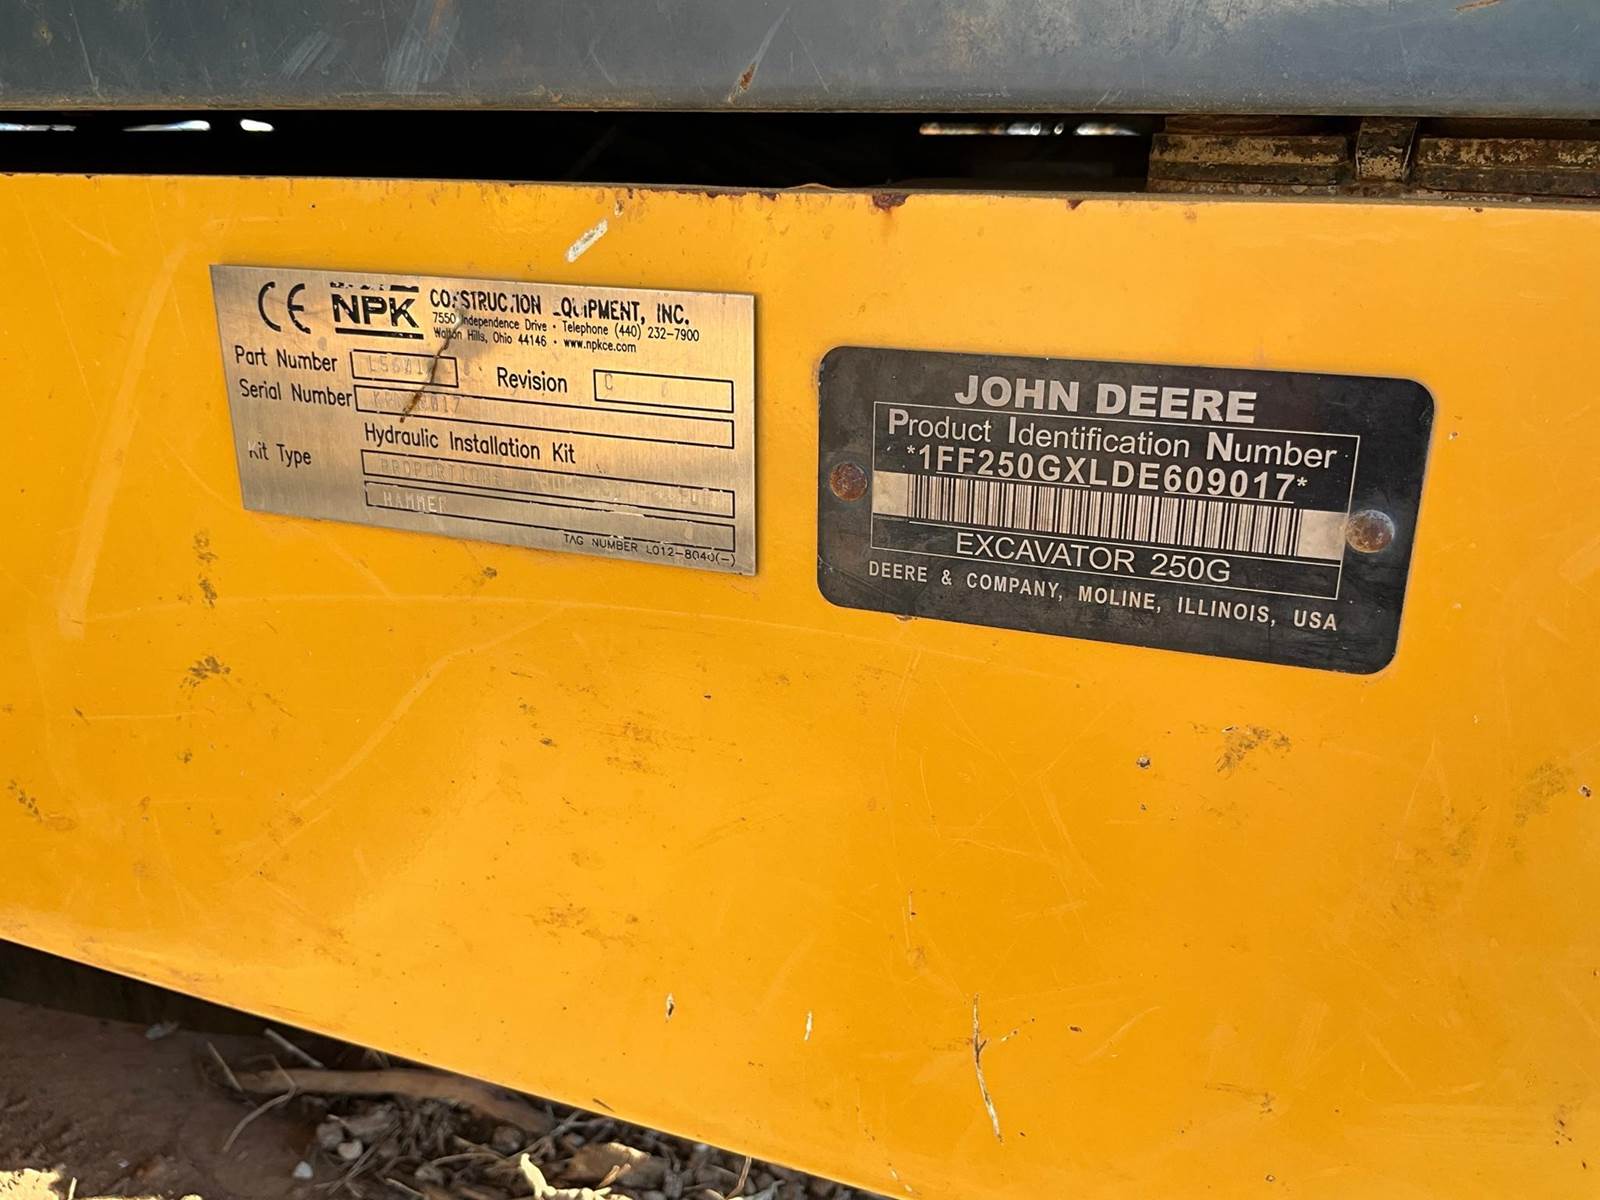 CE NPK CONSTRUCTION EQUIPMENT, INC.
7550 Independence Drive · Telephone (440) 232-7900
Walton Hills, Ohio 44146 · www.npkce.com
Part Number
Revision C
Serial Number
Hydraulic Installation Kit
Kit Type
HAMMER
TAG NUMBER L012-8040(-)
JOHN DEERE
Product Identification Number
*1FF250GXLDE609017*
EXCAVATOR 250G
DEERE & COMPANY, MOLINE, ILLINOIS, USA